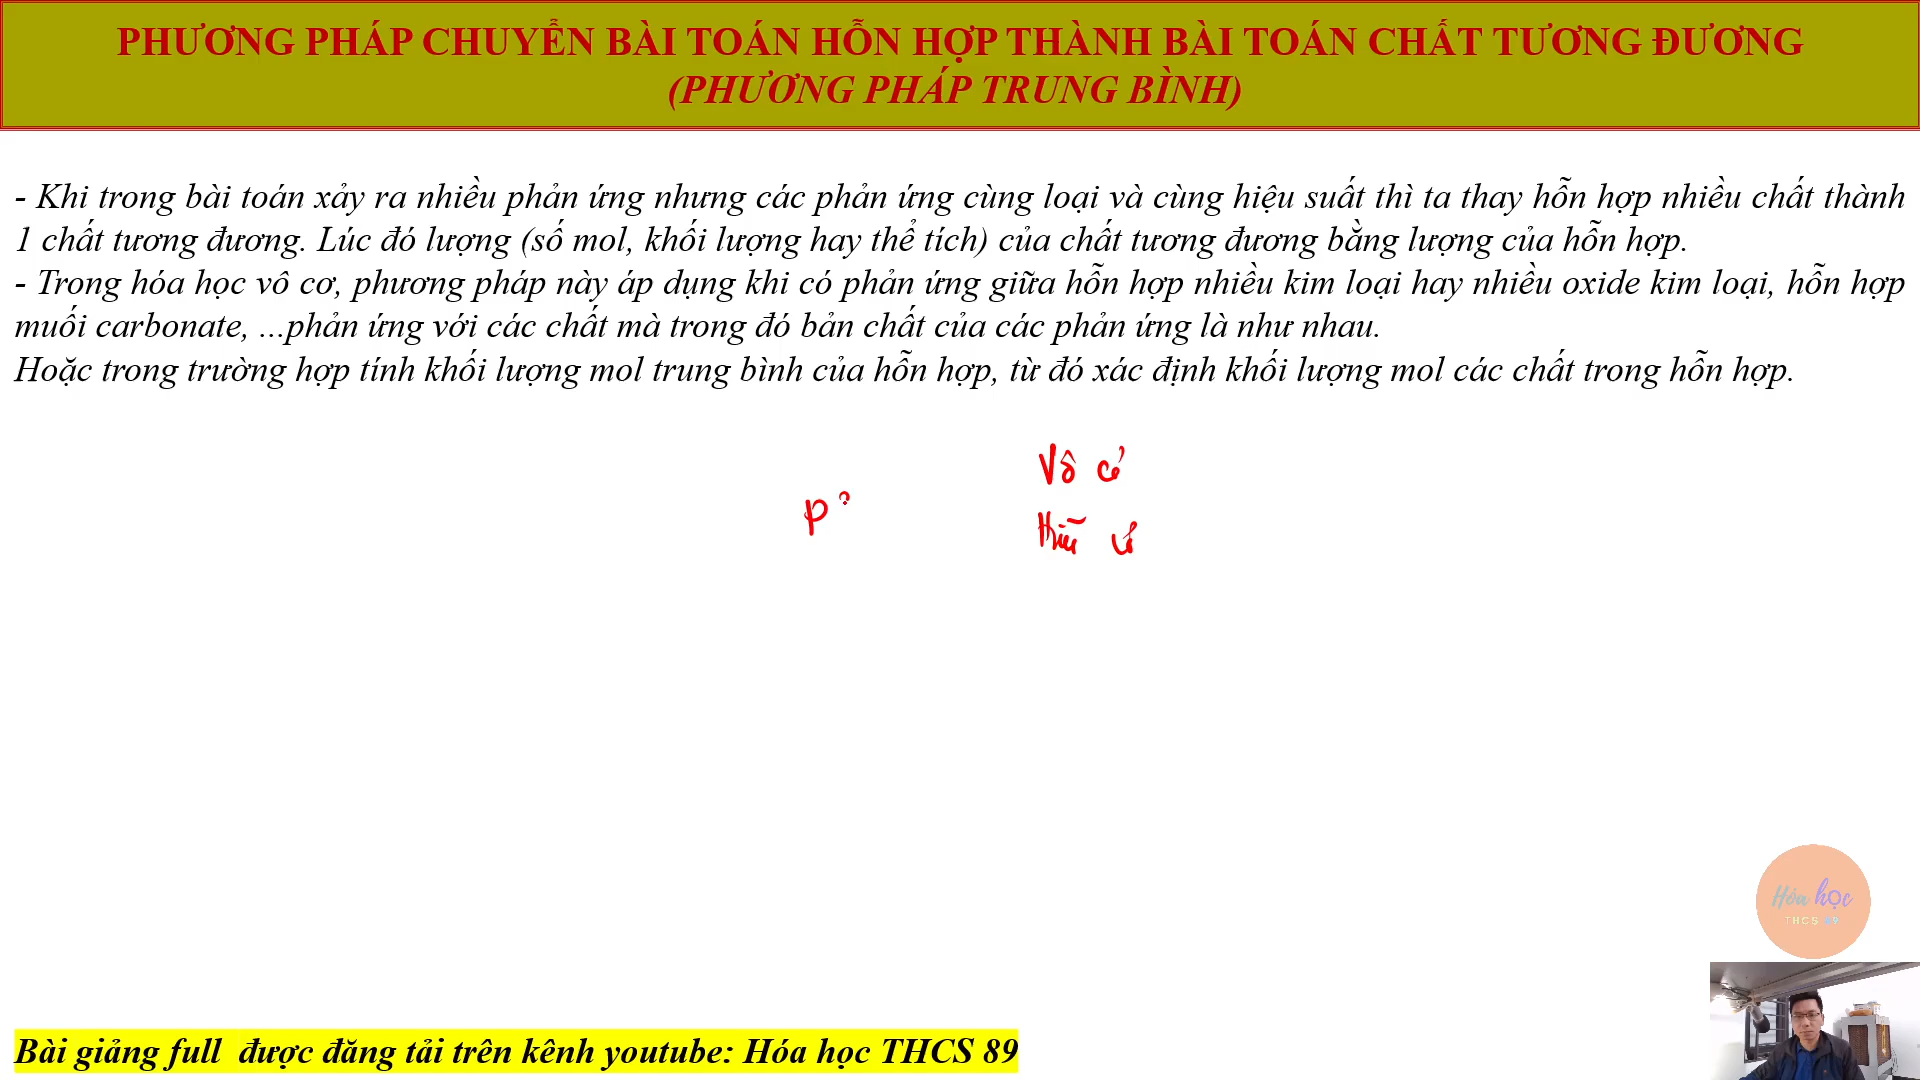 PHƯƠNG PHÁP CHUYỂN BÀI TOÁN HỖN HỢP THÀNH BÀI TOÁN CHẤT TƯƠNG ĐƯƠNG
(PHƯƠNG PHÁP TRUNG BÌNH)
- Khi trong bài toán xảy ra nhiều phản ứng nhưng các phản ứng cùng loại và cùng hiệu suất thì ta thay hỗn hợp nhiều chất thành
1 chất tương đương. Lúc đó lượng (số mol, khối lượng hay thể tích) của chất tương đương bằng lượng của hỗn hợp.
- Trong hóa học vô cơ, phương pháp này áp dụng khi có phản ứng giữa hỗn hợp nhiều kim loại hay nhiều oxide kim loại, hỗn hợp
muối carbonate, ...phản ứng với các chất mà trong đó bản chất của các phản ứng là như nhau.
Hoặc trong trường hợp tính khối lượng mol trung bình của hỗn hợp, từ đó xác định khối lượng mol các chất trong hỗn hợp.
Vô cơ
P
Hữu cơ
Hóa học
THCS 89
Bài giảng full được đăng tải trên kênh youtube: Hóa học THCS 89